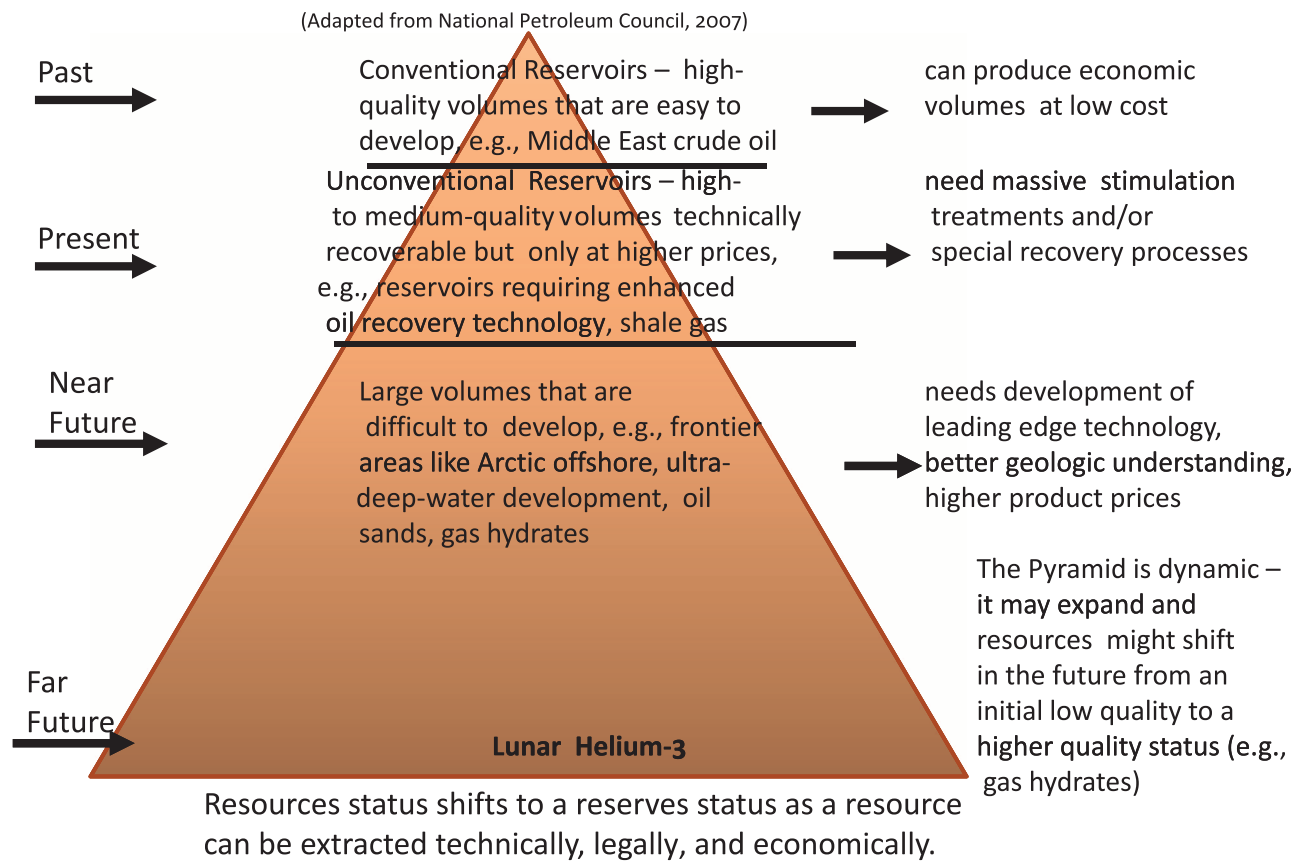 (Adapted from National Petroleum Council, 2007)
Past
Conventional Reservoirs – high-
quality volumes that are easy to
develop, e.g., Middle East crude oil
can produce economic
volumes at low cost
Present
Unconventional Reservoirs – high-
to medium-quality volumes technically
recoverable but only at higher prices,
e.g., reservoirs requiring enhanced
oil recovery technology, shale gas
need massive stimulation
treatments and/or
special recovery processes
Near
Future
Large volumes that are
difficult to develop, e.g., frontier
areas like Arctic offshore, ultra-
deep-water development, oil
sands, gas hydrates
needs development of
leading edge technology,
better geologic understanding,
higher product prices
The Pyramid is dynamic –
it may expand and
resources might shift
in the future from an
initial low quality to a
higher quality status (e.g.,
gas hydrates)
Far
Future
Lunar Helium-3
Resources status shifts to a reserves status as a resource
can be extracted technically, legally, and economically.